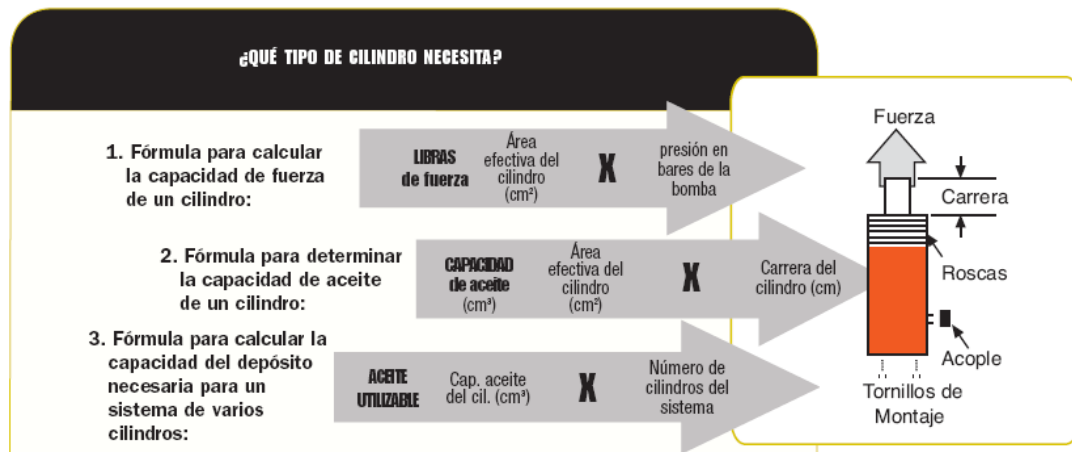 ¿QUÉ TIPO DE CILINDRO NECESITA?
1. Fórmula para calcular
la capacidad de fuerza
de un cilindro:
LIBRAS
de fuerza
Área
efectiva del
cilindro
(cm²)
X
presión en
bares de la
bomba
2. Fórmula para determinar
la capacidad de aceite
de un cilindro:
CAPACIDAD
de aceite
(cm³)
Área
efectiva del
cilindro
(cm²)
X
Carrera del
cilindro (cm)
3. Fórmula para calcular la
capacidad del depósito
necesaria para un
sistema de varios
cilindros:
ACEITE
UTILIZABLE
Cap. aceite
del cil. (cm³)
X
Número de
cilindros del
sistema
Fuerza
Carrera
Roscas
Acople
Tornillos de
Montaje